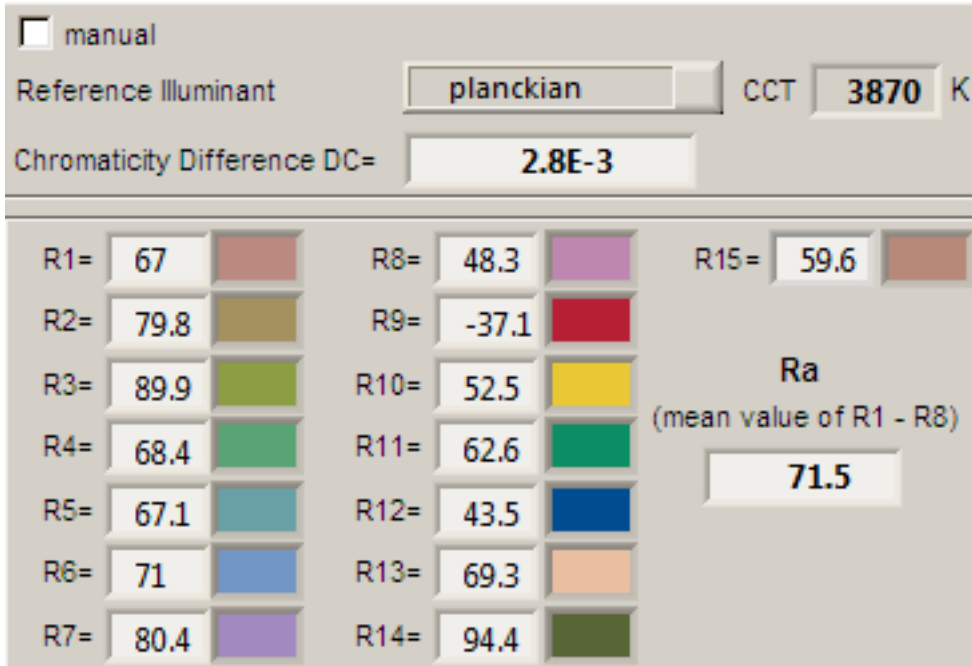 manual
Reference Illuminant planckian CCT 3870 K
Chromaticity Difference DC= 2.8E-3
R1= 67 R8= 48.3 R15= 59.6
R2= 79.8 R9= -37.1
R3= 89.9 R10= 52.5 Ra
(mean value of R1 - R8)
R4= 68.4 R11= 62.6
71.5
R5= 67.1 R12= 43.5
R6= 71 R13= 69.3
R7= 80.4 R14= 94.4